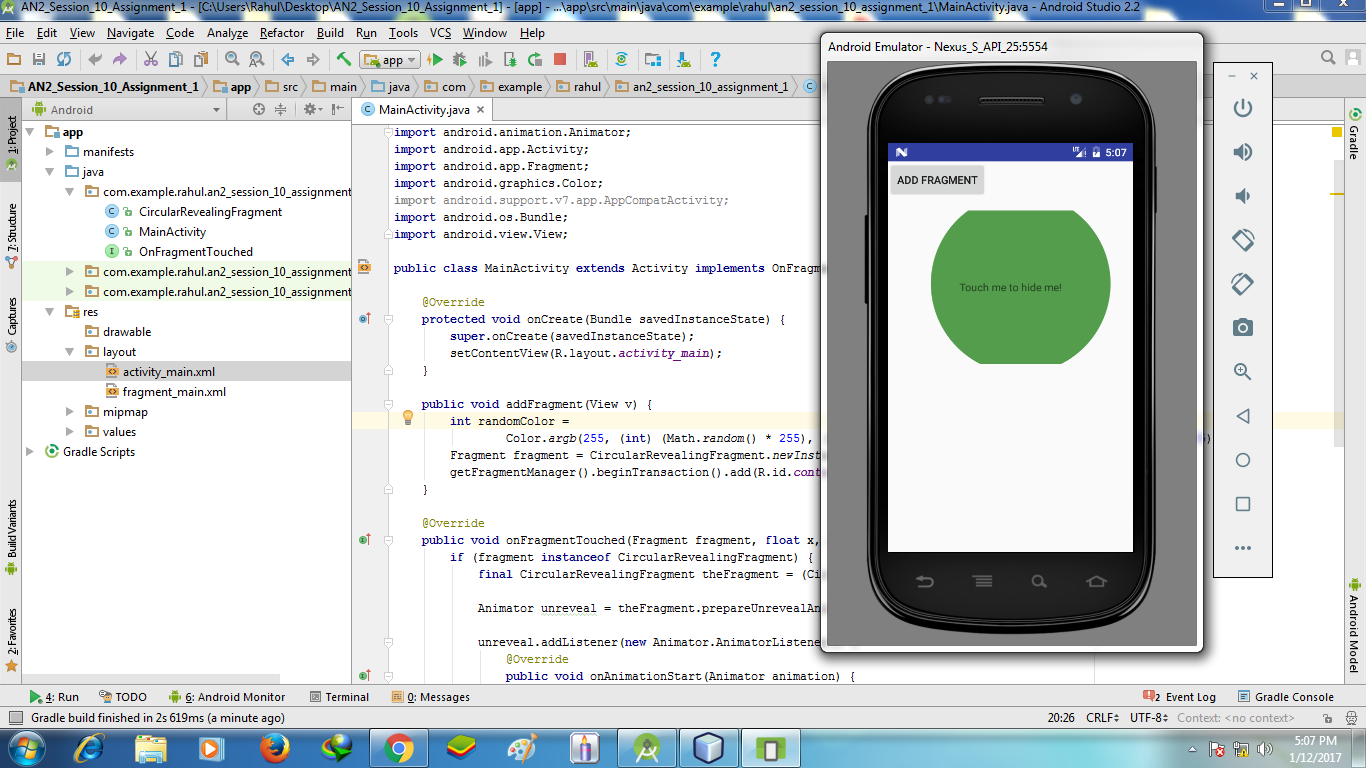 AN2_Session_10_Assignment_1 - [C:\Users\Rahul\Desktop\AN2_Session_10_Assignment_1] - [app] - ...\app\src\main\java\com\example\rahul\an2_session_10_assignment_1\MainActivity.java - Android Studio 2.2
File Edit View Navigate Code Analyze Refactor Build Run Tools VCS Window Help
app
AN2_Session_10_Assignment_1 app src main java com example rahul an2_session_10_assignment_1
Android
MainActivity.java
1: Project
7: Structure
Captures
Build Variants
2: Favorites
app
manifests
java
com.example.rahul.an2_session_10_assignment
CircularRevealingFragment
MainActivity
OnFragmentTouched
com.example.rahul.an2_session_10_assignment
com.example.rahul.an2_session_10_assignment
res
drawable
layout
activity_main.xml
fragment_main.xml
mipmap
values
Gradle Scripts
import android.animation.Animator;
import android.app.Activity;
import android.app.Fragment;
import android.graphics.Color;
import android.support.v7.app.AppCompatActivity;
import android.os.Bundle;
import android.view.View;
public class MainActivity extends Activity implements OnFragm
@Override
protected void onCreate(Bundle savedInstanceState) {
super.onCreate(savedInstanceState);
setContentView(R.layout.activity_main);
}
public void addFragment(View v) {
int randomColor =
Color.argb(255, (int) (Math.random() * 255),
Fragment fragment = CircularRevealingFragment.newInst
getFragmentManager().beginTransaction().add(R.id.cont
}
@Override
public void onFragmentTouched(Fragment fragment, float x,
if (fragment instanceof CircularRevealingFragment) {
final CircularRevealingFragment theFragment = (Ci
Animator unreveal = theFragment.prepareUnrevealAn
unreveal.addListener(new Animator.AnimatorListene
@Override
public void onAnimationStart(Animator animation) {
Android Emulator - Nexus_S_API_25:5554
LTE 5:07
ADD FRAGMENT
Touch me to hide me!
Gradle
Android Model
4: Run TODO 6: Android Monitor Terminal 0: Messages 2 Event Log Gradle Console
Gradle build finished in 2s 619ms (a minute ago) 20:26 CRLF UTF-8 Context: <no context>
5:07 PM
1/12/2017